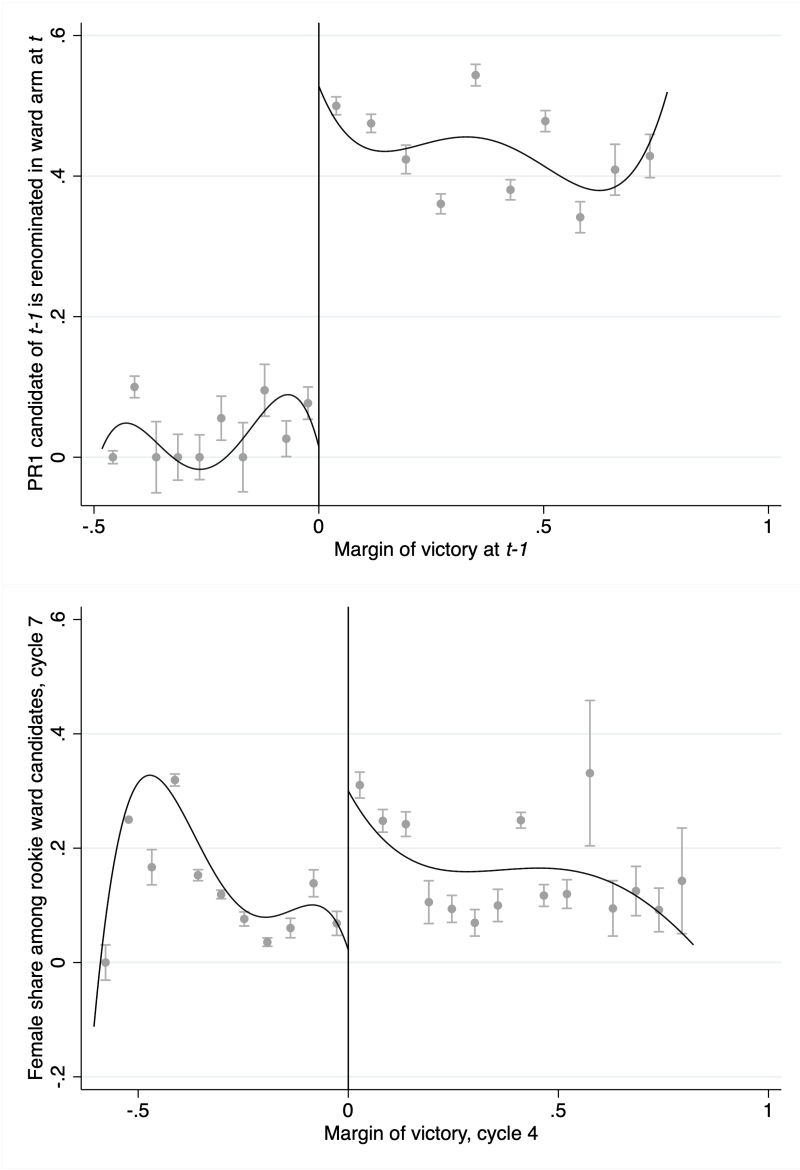 PR1 candidate of t-1 is renominated in ward arm at t
.6
.4
.2
0
-.5 0 .5 1
Margin of victory at t-1
Female share among rookie ward candidates, cycle 7
.6
.4
.2
0
-.2
-.5 0 .5 1
Margin of victory, cycle 4